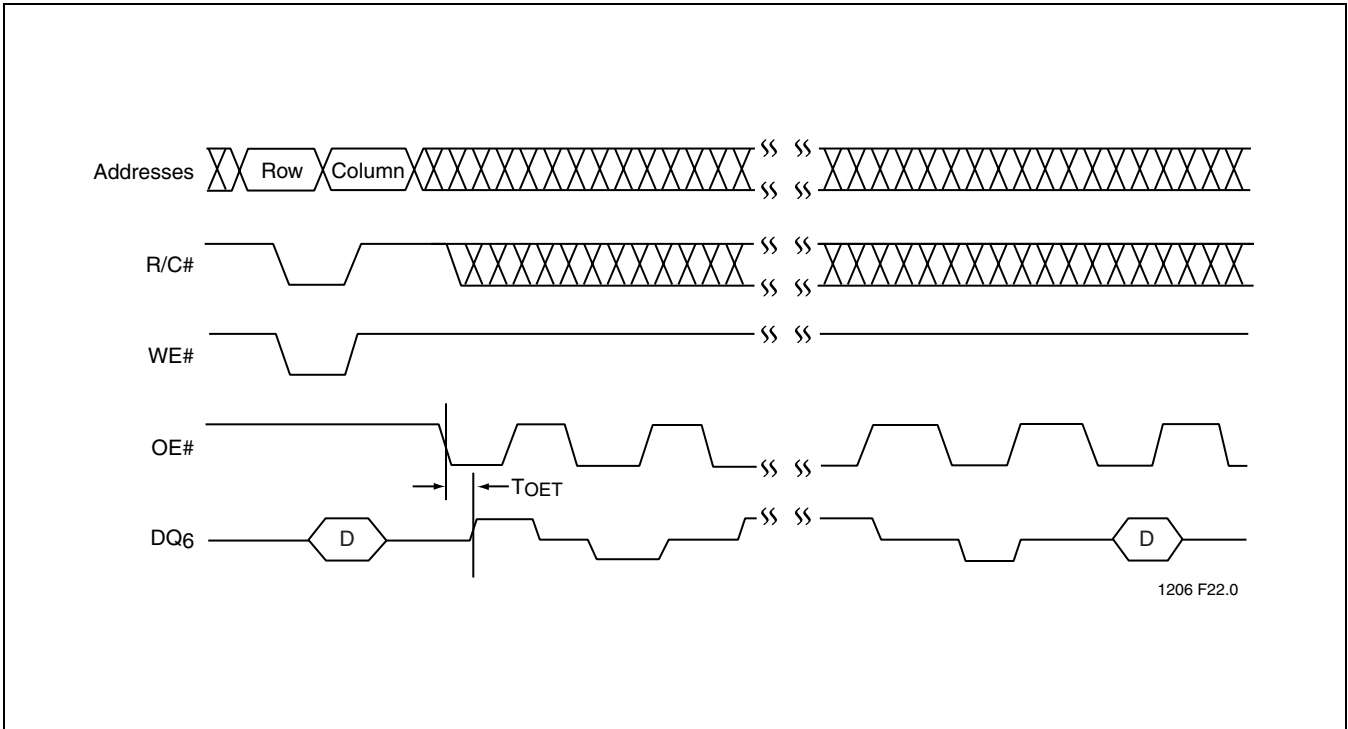 Addresses Row Column
R/C#
WE#
OE#
TOET
DQ6 D D
1206 F22.0